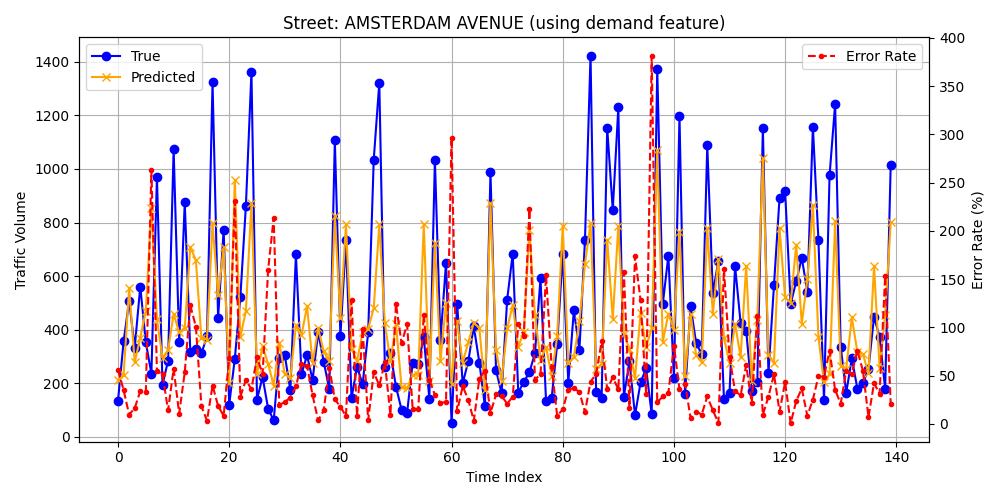 Street: AMSTERDAM AVENUE (using demand feature)
True
Predicted
Error Rate
Traffic Volume
1400
1200
1000
800
600
400
200
0
400
350
300
250
200
150
100
50
0
Error Rate (%)
0 20 40 60 80 100 120 140
Time Index